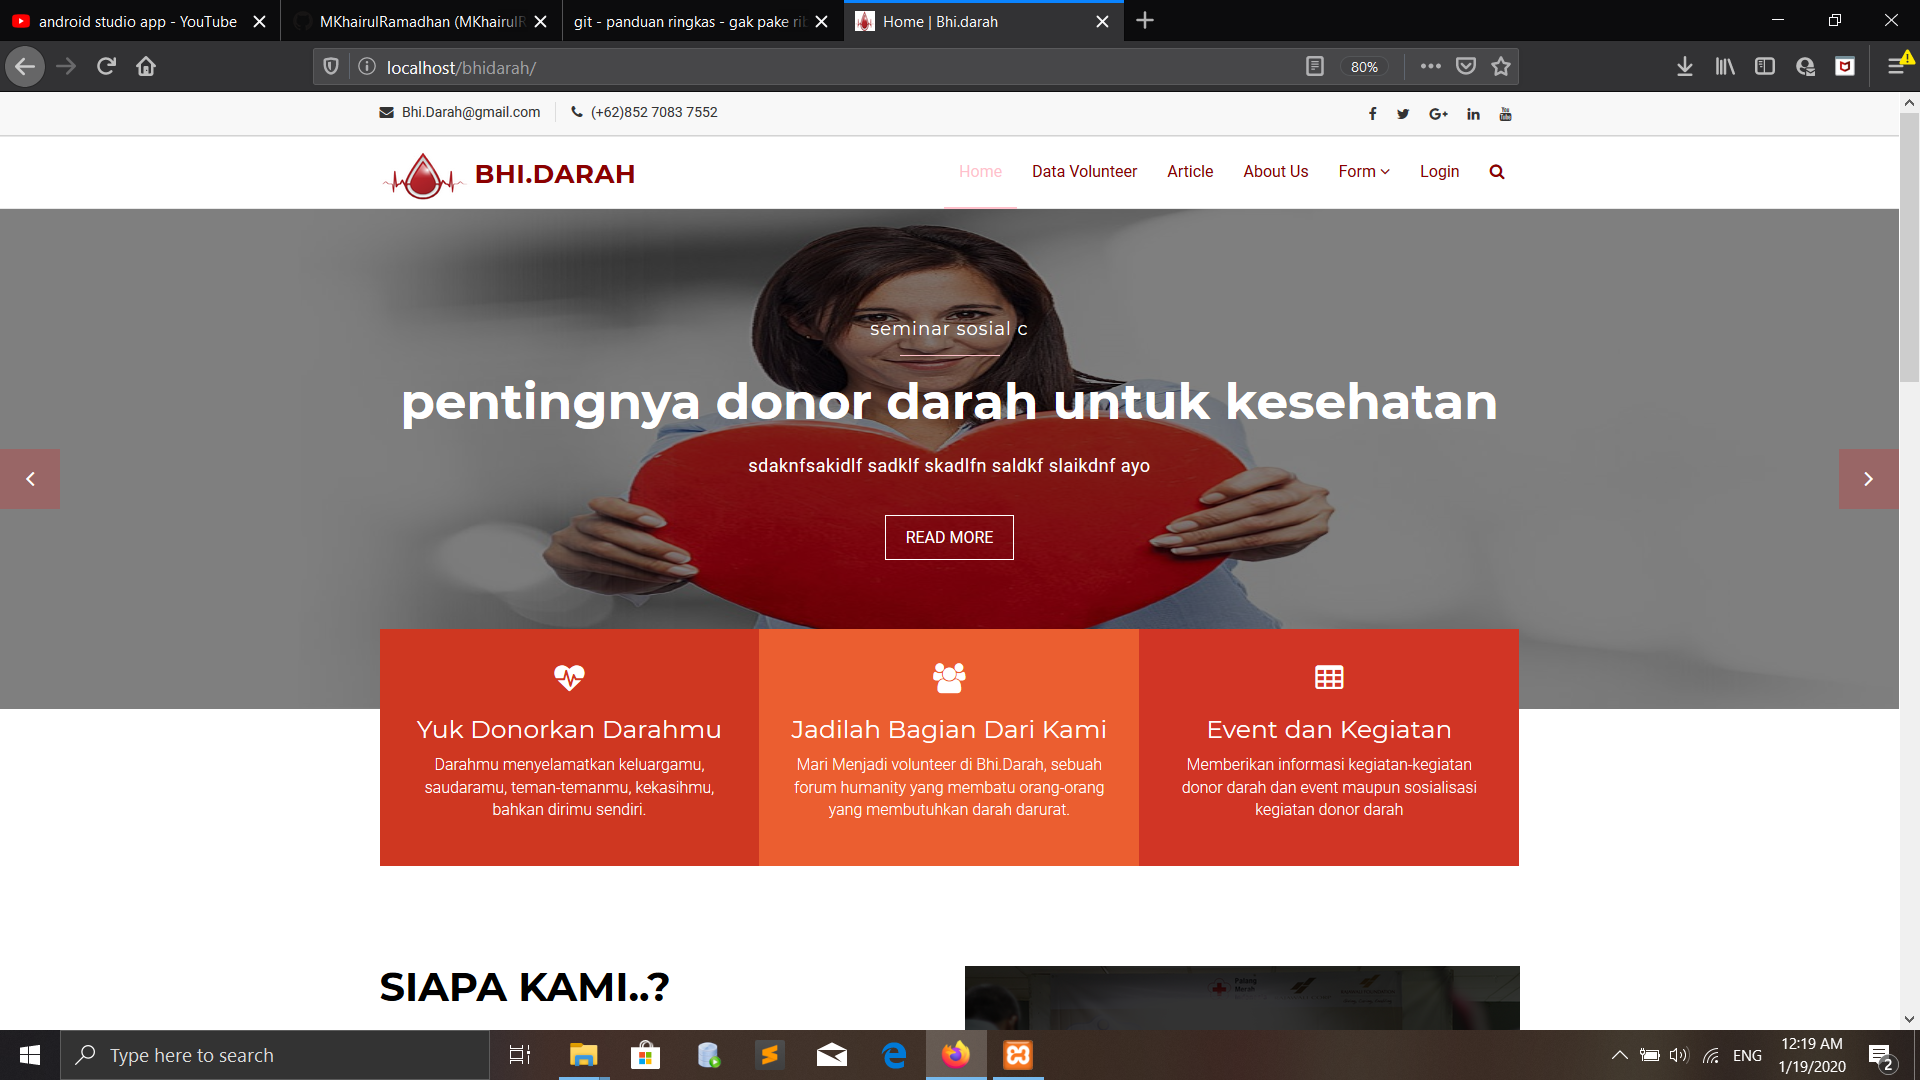 android studio app - YouTube
MKhairulRamadhan (MKhairulR
git - panduan ringkas - gak pake rib
Home | Bhi.darah
localhost/bhidarah/
80%
Bhi.Darah@gmail.com
(+62)852 7083 7552
BHI.DARAH
Home
Data Volunteer
Article
About Us
Form
Login
seminar sosial c
pentingnya donor darah untuk kesehatan
sdaknfsakidlf sadklf skadlfn saldkf slaikdnf ayo
READ MORE
Yuk Donorkan Darahmu
Darahmu menyelamatkan keluargamu,
saudaramu, teman-temanmu, kekasihmu,
bahkan dirimu sendiri.
Jadilah Bagian Dari Kami
Mari Menjadi volunteer di Bhi.Darah, sebuah
forum humanity yang membatu orang-orang
yang membutuhkan darah darurat.
Event dan Kegiatan
Memberikan informasi kegiatan-kegiatan
donor darah dan event maupun sosialisasi
kegiatan donor darah
SIAPA KAMI..?
Palang
Merah
Type here to search
ENG
12:19 AM
1/19/2020
2